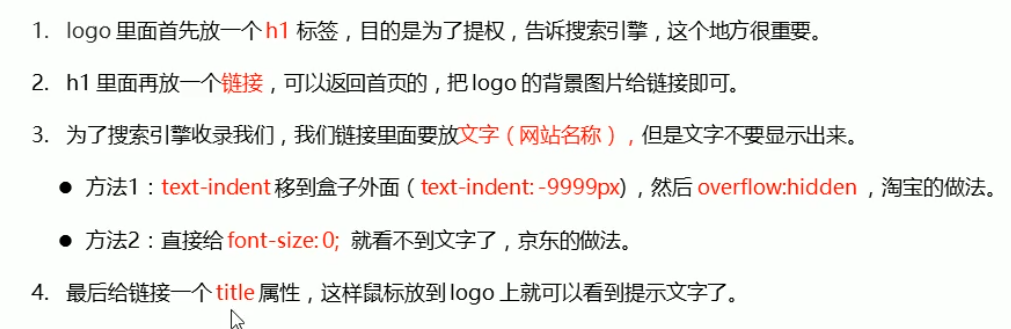 1. logo 里面首先放一个 h1 标签，目的是为了提权，告诉搜索引擎，这个地方很重要。
2. h1 里面再放一个链接，可以返回首页的，把 logo 的背景图片给链接即可。
3. 为了搜索引擎收录我们，我们链接里面要放文字（网站名称），但是文字不要显示出来。
● 方法1：text-indent 移到盒子外面（text-indent: -9999px)，然后 overflow:hidden ，淘宝的做法。
● 方法2：直接给 font-size: 0; 就看不到文字了，京东的做法。
4. 最后给链接一个 title 属性，这样鼠标放到 logo 上就可以看到提示文字了。